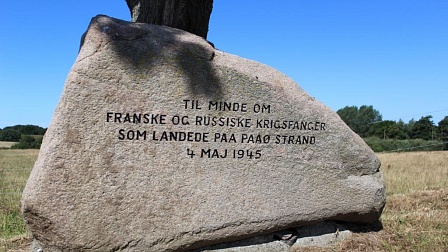 TIL MINDE OM
FRANSKE OG RUSSISKE KRIGSFANGER
SOM LANDEDE PAA PAAØ STRAND
4 MAJ 1945